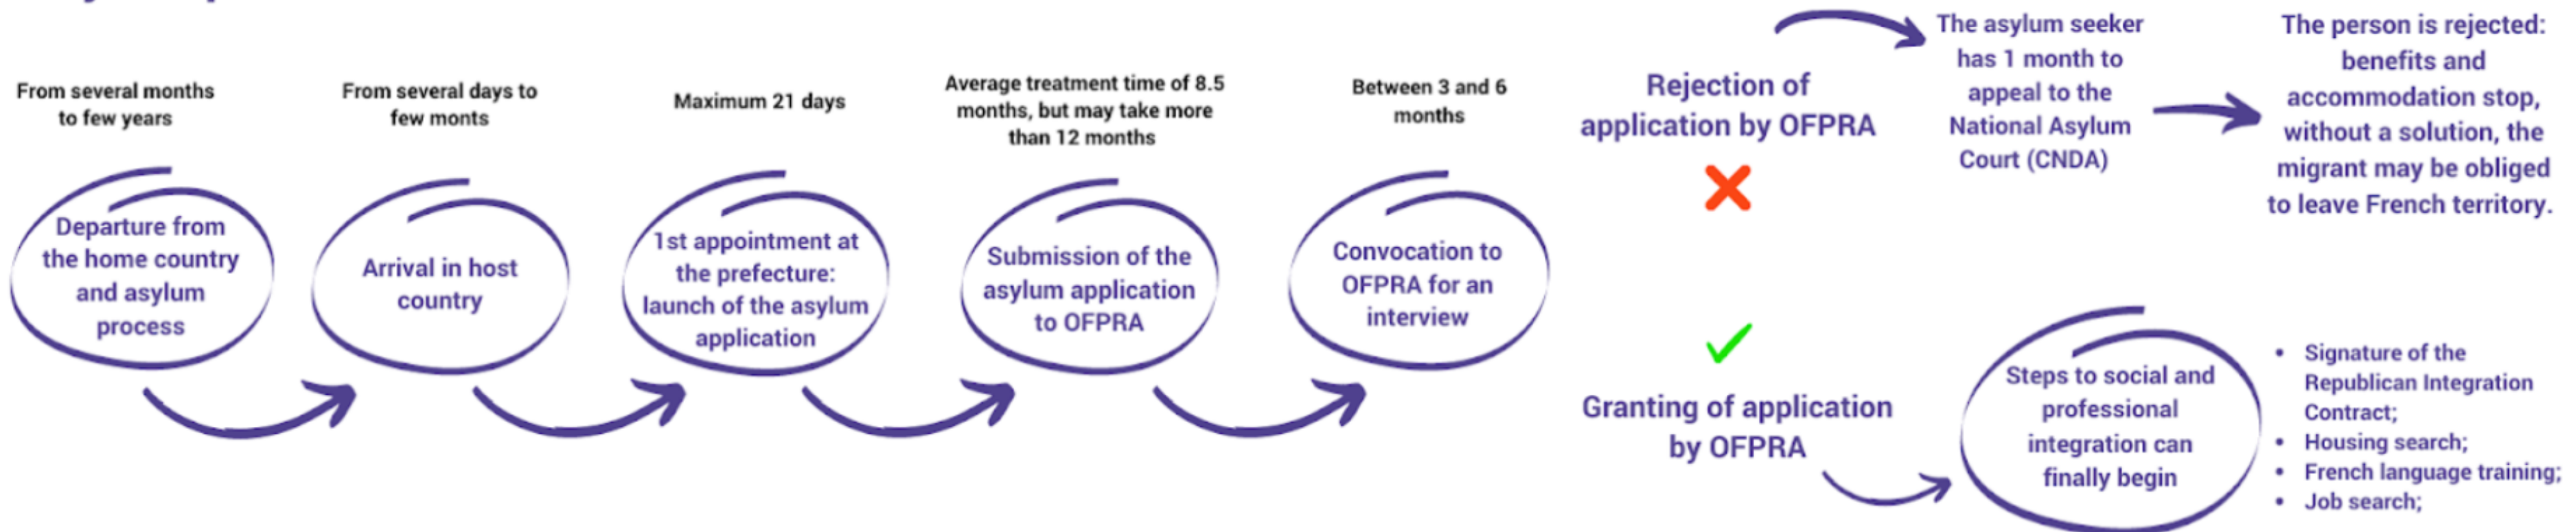 From several months
to few years
Departure from
the home country
and asylum
process
From several days to
few monts
Arrival in host
country
Maximum 21 days
1st appointment at
the prefecture:
launch of the asylum
application
Average treatment time of 8.5
months, but may take more
than 12 months
Submission of the
asylum application
to OFPRA
Between 3 and 6
months
Convocation to
OFPRA for an
interview
Rejection of
application by OFPRA
The asylum seeker
has 1 month to
appeal to the
National Asylum
Court (CNDA)
The person is rejected:
benefits and
accommodation stop,
without a solution, the
migrant may be obliged
to leave French territory.
Granting of application
by OFPRA
Steps to social and
professional
integration can
finally begin
• Signature of the
Republican Integration
Contract;
• Housing search;
• French language training;
• Job search;